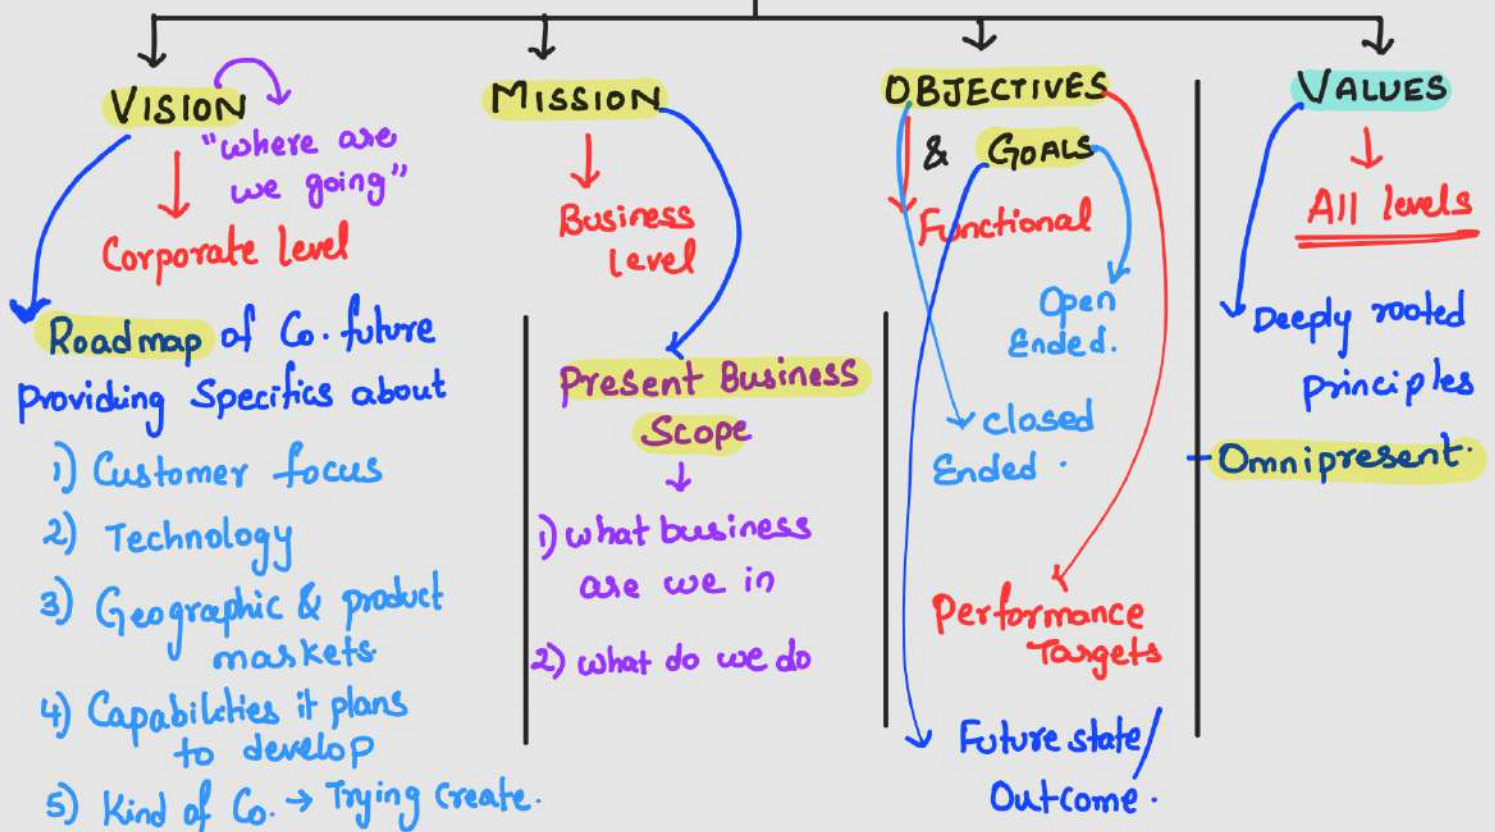 VISION
"where are
we going"
Corporate level
Roadmap of Co. future
Providing Specifics about
1) Customer focus
2) Technology
3) Geographic & product
markets
4) Capabilities it plans
to develop
5) Kind of Co. → Trying Create.
MISSION
Business
level
Present Business
Scope
1) what business
are we in
2) what do we do
OBJECTIVES
& GOALS
Functional
Open
Ended.
closed
Ended.
Performance
Targets
Future state/
Outcome.
VALUES
All levels
Deeply rooted
principles
- Omnipresent.